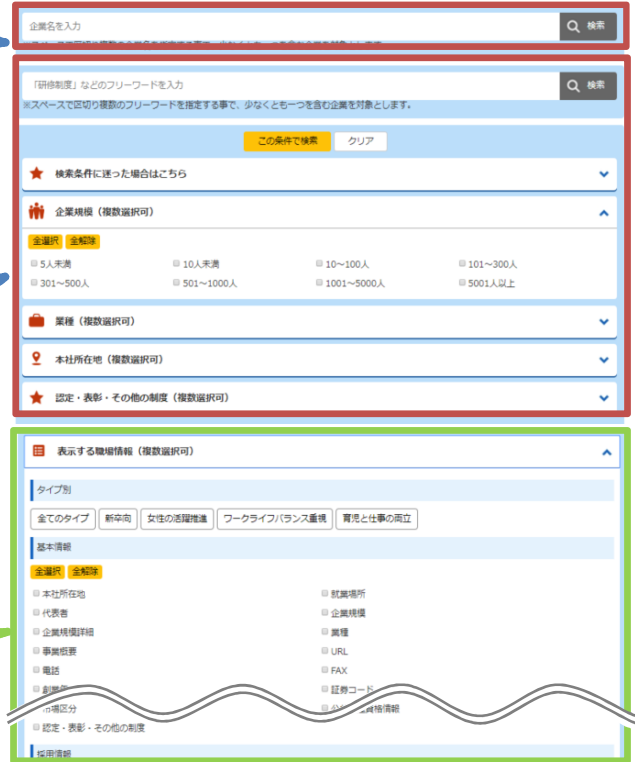 企業名を入力
検索
「研修制度」などのフリーワードを入力
検索
※スペースで区切り複数のフリーワードを指定する事で、少なくとも一つを含む企業を対象とします。
この条件で検索 クリア
検索条件に迷った場合はこちら
企業規模（複数選択可）
全選択 全解除
5人未満 10人未満 10～100人 101～300人
301～500人 501～1000人 1001～5000人 5001人以上
業種（複数選択可）
本社所在地（複数選択可）
認定・表彰・その他の制度（複数選択可）
表示する職場情報（複数選択可）
タイプ別
全てのタイプ 新卒向 女性の活躍推進 ワークライフバランス重視 育児と仕事の両立
基本情報
全選択 全解除
本社所在地 就業場所
代表者 企業規模
企業規模詳細 業種
事業概要 URL
電話 FAX
証券コード
市場区分
認定・表彰・その他の制度
採用情報